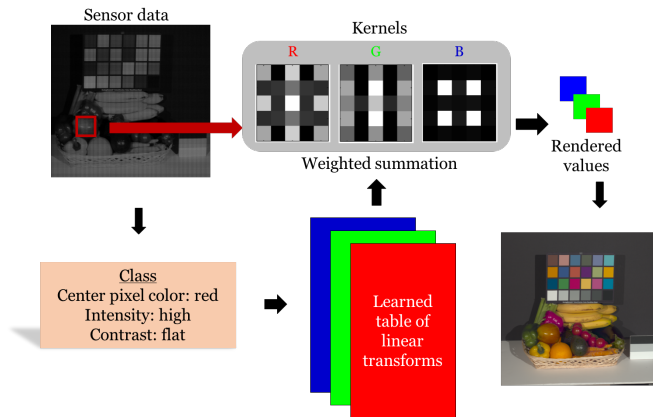 Sensor data
Kernels
R G B
Weighted summation
Rendered
values
Class
Center pixel color: red
Intensity: high
Contrast: flat
Learned
table of
linear
transforms